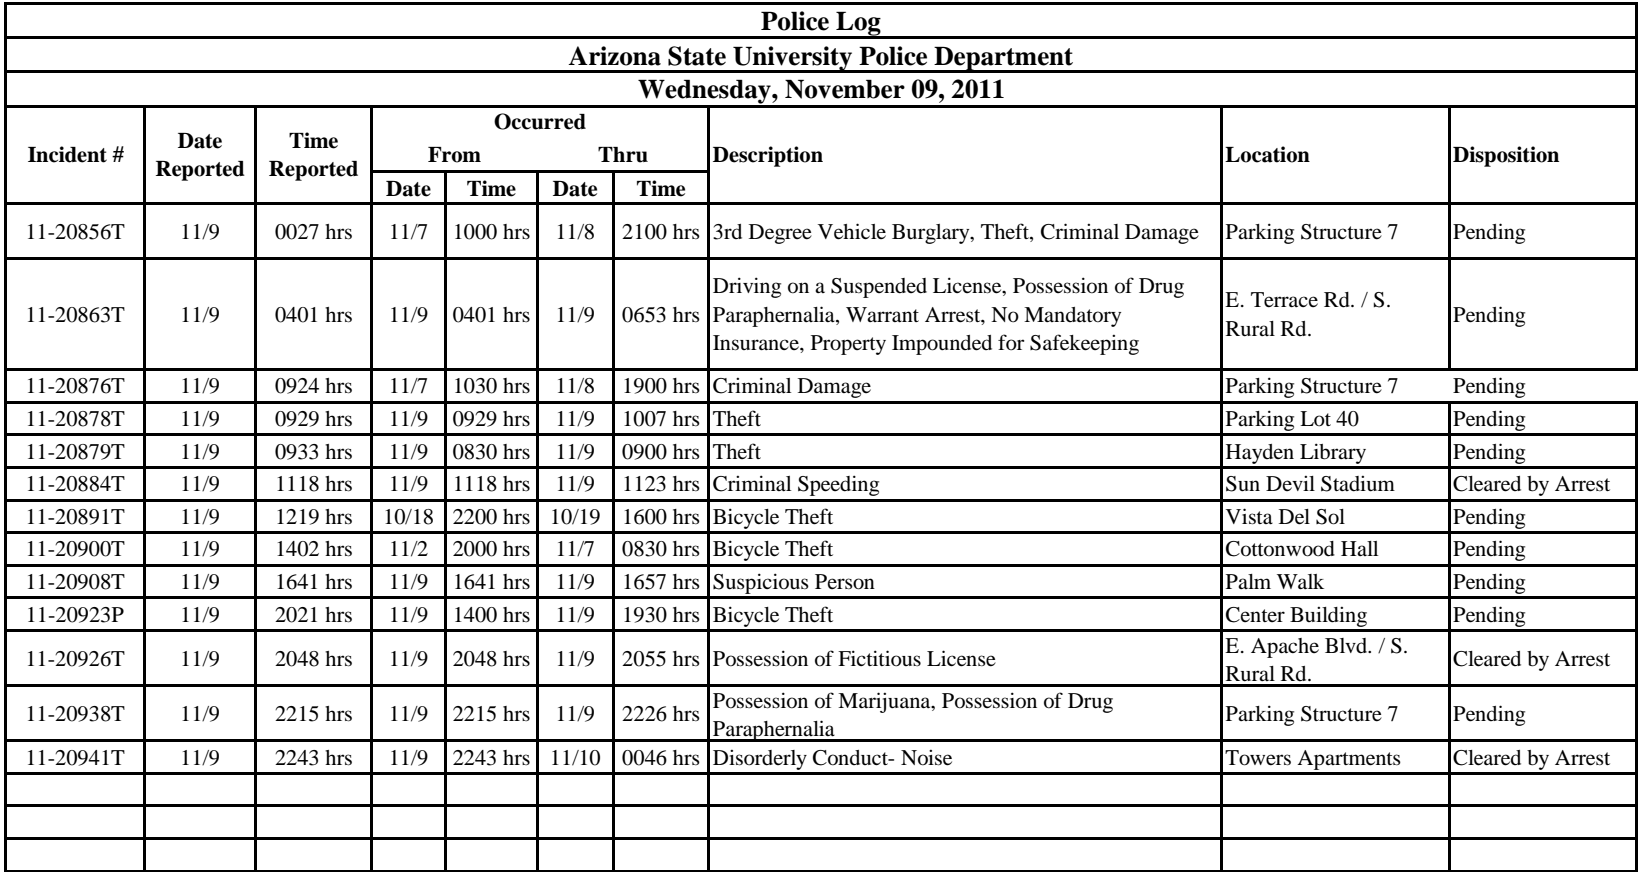 Police Log
Arizona State University Police Department
Wednesday, November 09, 2011
Incident # Date Reported Time Reported Occurred Description Location Disposition
From Thru
Date Time Date Time
11-20856T 11/9 0027 hrs 11/7 1000 hrs 11/8 2100 hrs 3rd Degree Vehicle Burglary, Theft, Criminal Damage Parking Structure 7 Pending
11-20863T 11/9 0401 hrs 11/9 0401 hrs 11/9 0653 hrs Driving on a Suspended License, Possession of Drug Paraphernalia, Warrant Arrest, No Mandatory Insurance, Property Impounded for Safekeeping E. Terrace Rd. / S. Rural Rd. Pending
11-20876T 11/9 0924 hrs 11/7 1030 hrs 11/8 1900 hrs Criminal Damage Parking Structure 7 Pending
11-20878T 11/9 0929 hrs 11/9 0929 hrs 11/9 1007 hrs Theft Parking Lot 40 Pending
11-20879T 11/9 0933 hrs 11/9 0830 hrs 11/9 0900 hrs Theft Hayden Library Pending
11-20884T 11/9 1118 hrs 11/9 1118 hrs 11/9 1123 hrs Criminal Speeding Sun Devil Stadium Cleared by Arrest
11-20891T 11/9 1219 hrs 10/18 2200 hrs 10/19 1600 hrs Bicycle Theft Vista Del Sol Pending
11-20900T 11/9 1402 hrs 11/2 2000 hrs 11/7 0830 hrs Bicycle Theft Cottonwood Hall Pending
11-20908T 11/9 1641 hrs 11/9 1641 hrs 11/9 1657 hrs Suspicious Person Palm Walk Pending
11-20923P 11/9 2021 hrs 11/9 1400 hrs 11/9 1930 hrs Bicycle Theft Center Building Pending
11-20926T 11/9 2048 hrs 11/9 2048 hrs 11/9 2055 hrs Possession of Fictitious License E. Apache Blvd. / S. Rural Rd. Cleared by Arrest
11-20938T 11/9 2215 hrs 11/9 2215 hrs 11/9 2226 hrs Possession of Marijuana, Possession of Drug Paraphernalia Parking Structure 7 Pending
11-20941T 11/9 2243 hrs 11/9 2243 hrs 11/10 0046 hrs Disorderly Conduct- Noise Towers Apartments Cleared by Arrest